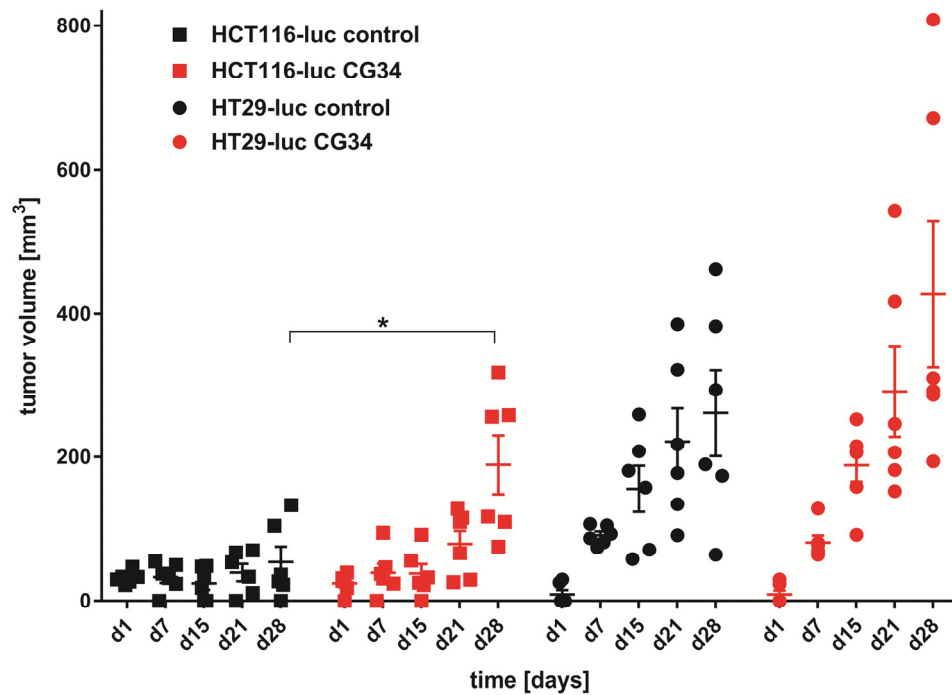 800
600
400
200
0
tumor volume [mm³]
HCT116-luc control
HCT116-luc CG34
HT29-luc control
HT29-luc CG34
*
d1 d7 d15 d21 d28 d1 d7 d15 d21 d28 d1 d7 d15 d21 d28 d1 d7 d15 d21 d28
time [days]